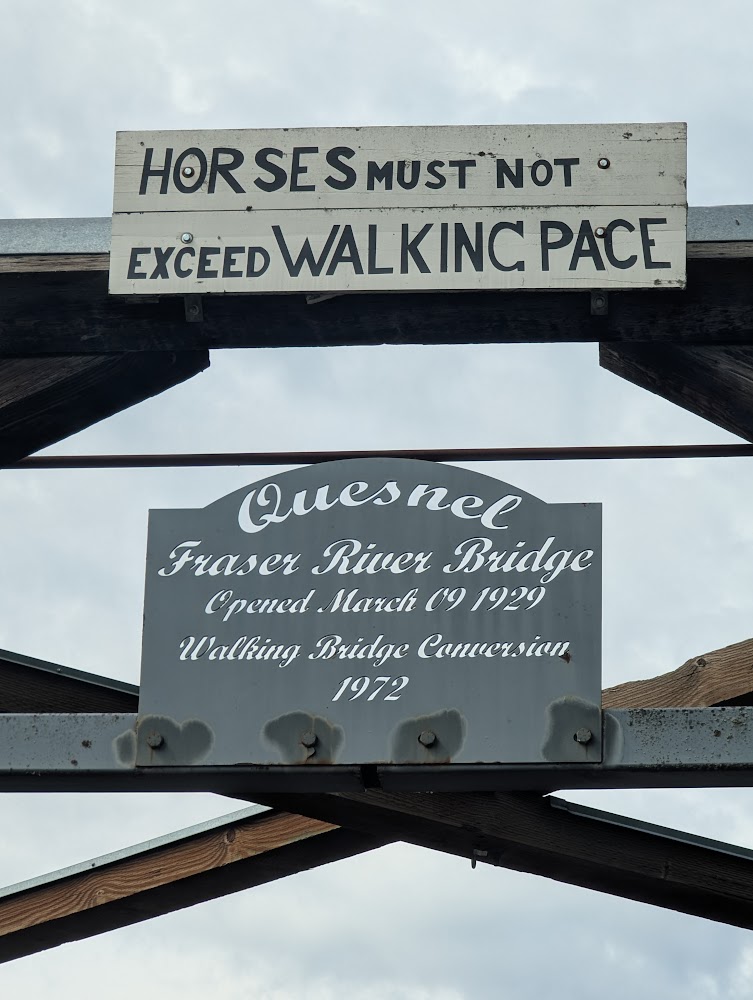 HORSES MUST NOT
EXCEED WALKING PACE
Quesnel
Fraser River Bridge
Opened March 09 1929
Walking Bridge Conversion
1972